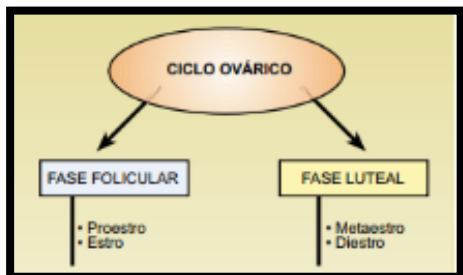 CICLO OVÁRICO
FASE FOLICULAR
• Proestro
• Estro
FASE LUTEAL
• Metaestro
• Diestro